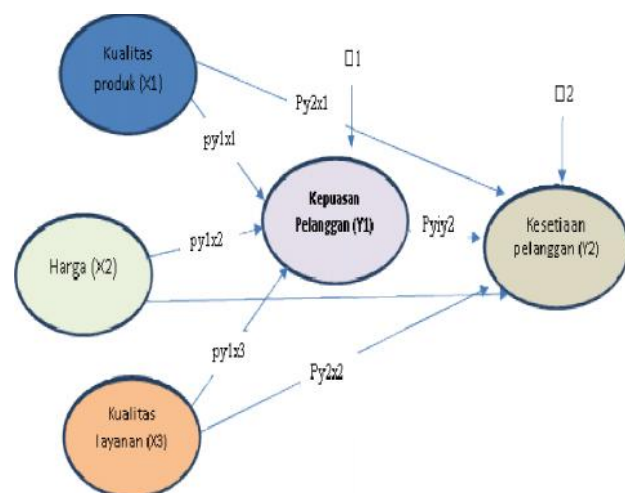 Kualitas
produk (X1)
□1
Py2x1
□2
py1x1
Kepuasan
Pelanggan (Y1)
Pyiy2
Kesetiaan
pelanggan (Y2)
py1x2
Harga (X2)
py1x3
Py2x2
Kualitas
layanan (X3)